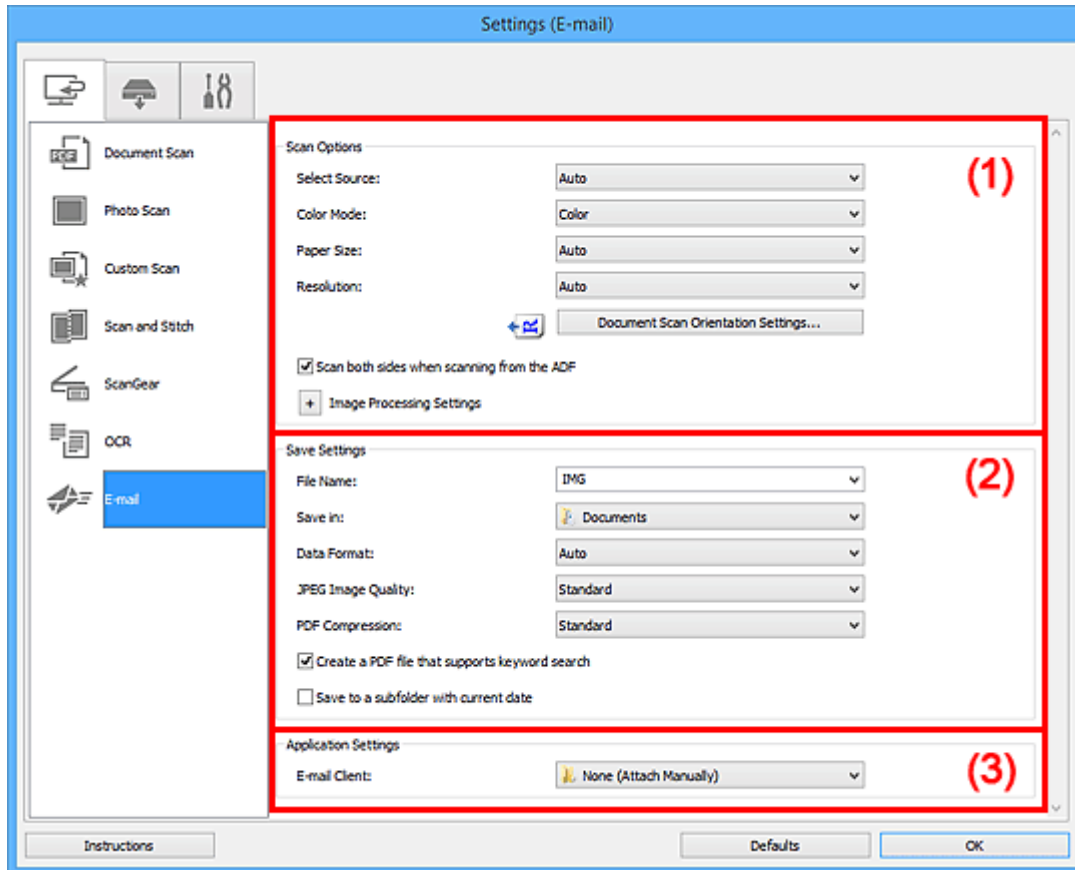 Settings (E-mail)
Document Scan
Photo Scan
Custom Scan
Scan and Stitch
ScanGear
OCR
E-mail
(1)
Scan Options
Select Source: Auto
Color Mode: Color
Paper Size: Auto
Resolution: Auto
Document Scan Orientation Settings...
Scan both sides when scanning from the ADF
+ Image Processing Settings
(2)
Save Settings
File Name: IMG
Save in: Documents
Data Format: Auto
JPEG Image Quality: Standard
PDF Compression: Standard
Create a PDF file that supports keyword search
Save to a subfolder with current date
(3)
Application Settings
E-mail Client: None (Attach Manually)
Instructions
Defaults
OK